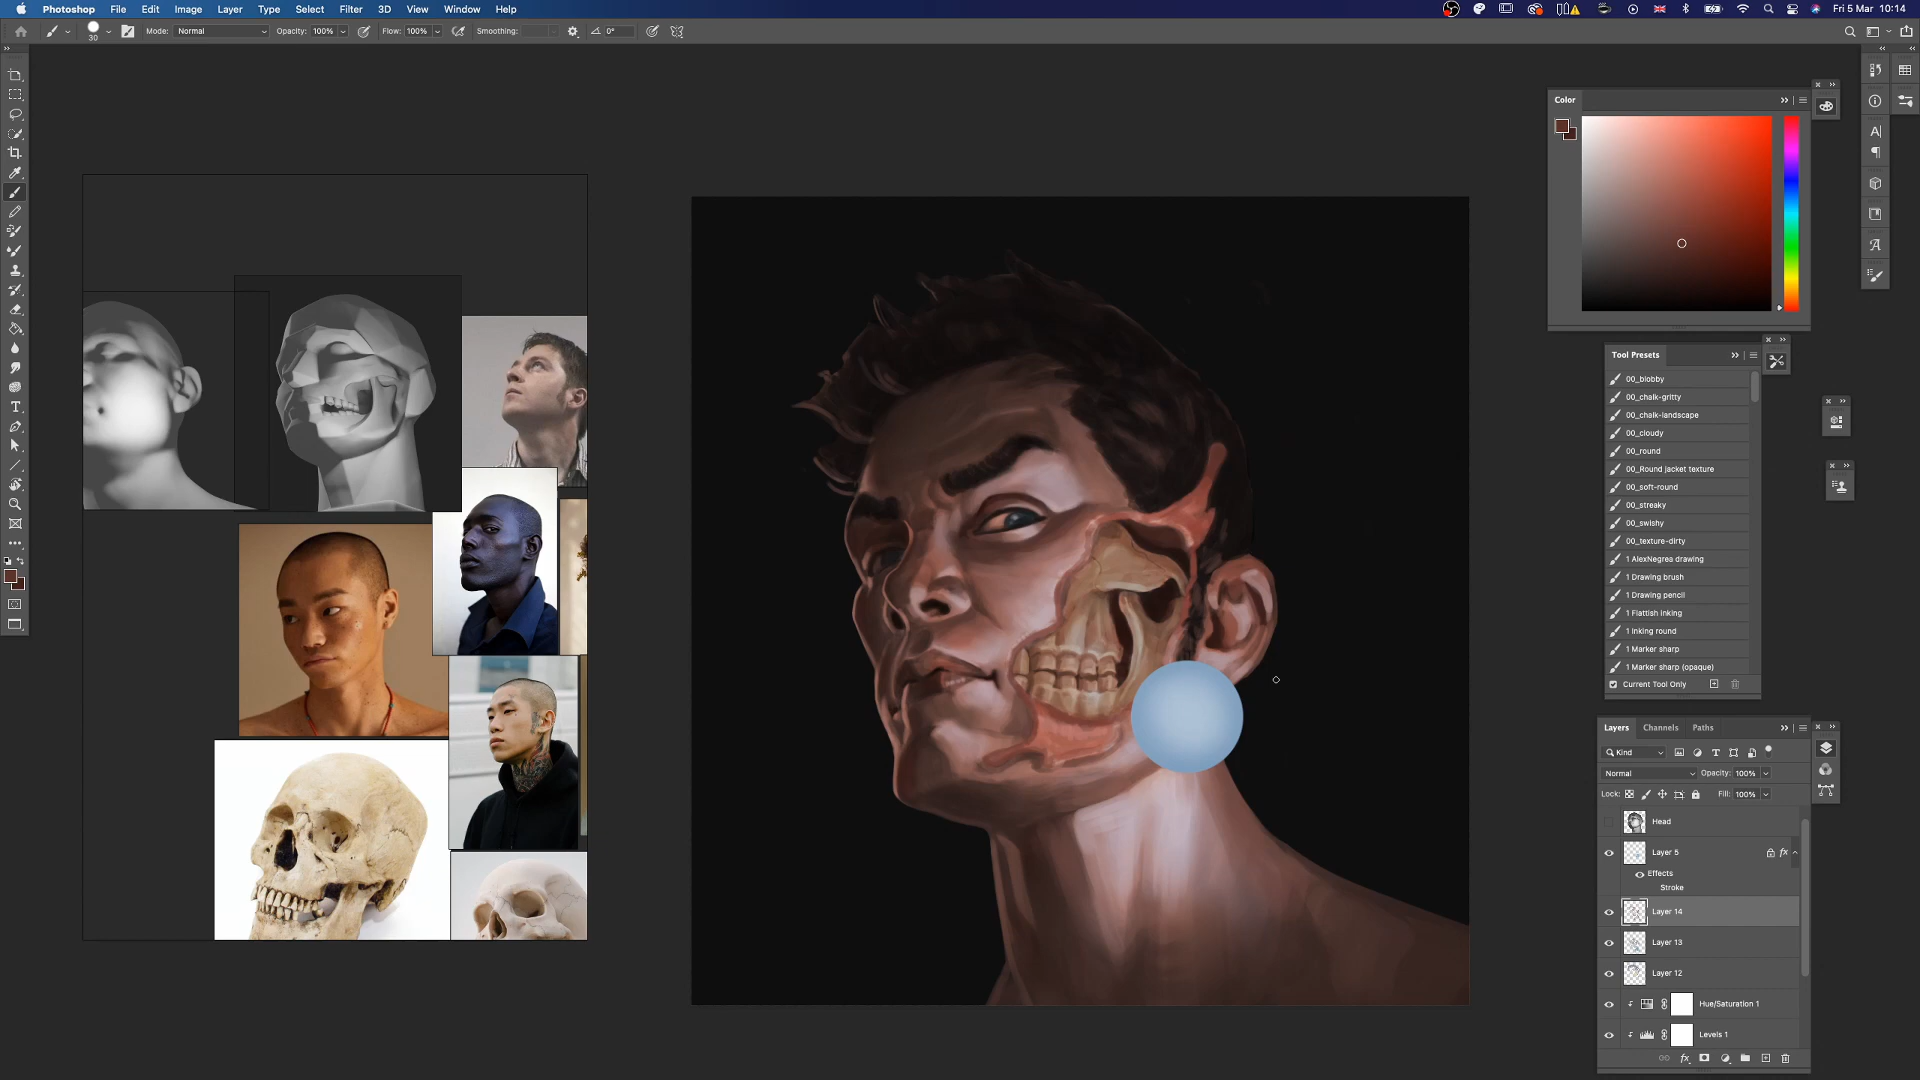 Photoshop File Edit Image Layer Type Select Filter 3D View Window Help Fri 5 Mar 10:14
30 Mode: Normal Opacity: 100% Flow: 100% Smoothing: 0°
Color
Tool Presets
00_blobby
00_chalk-gritty
00_chalk-landscape
00_cloudy
00_round
00_Round jacket texture
00_soft-round
00_streaky
00_swishy
00_texture-dirty
1 AlexNegrea drawing
1 Drawing brush
1 Drawing pencil
1 Flattish inking
1 Inking round
1 Marker sharp
1 Marker sharp (opaque)
Current Tool Only
Layers Channels Paths
Kind
Normal Opacity: 100%
Lock: Fill: 100%
Head
Layer 5 fx
Effects
Stroke
Layer 14
Layer 13
Layer 12
Hue/Saturation 1
Levels 1
fx